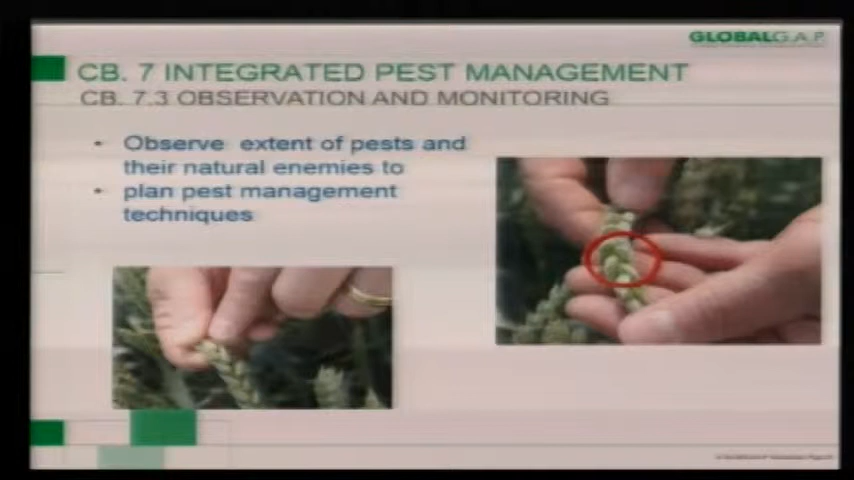 GLOBALG.A.P.
CB. 7 INTEGRATED PEST MANAGEMENT
CB. 7.3 OBSERVATION AND MONITORING
• Observe extent of pests and
their natural enemies to
• plan pest management
techniques